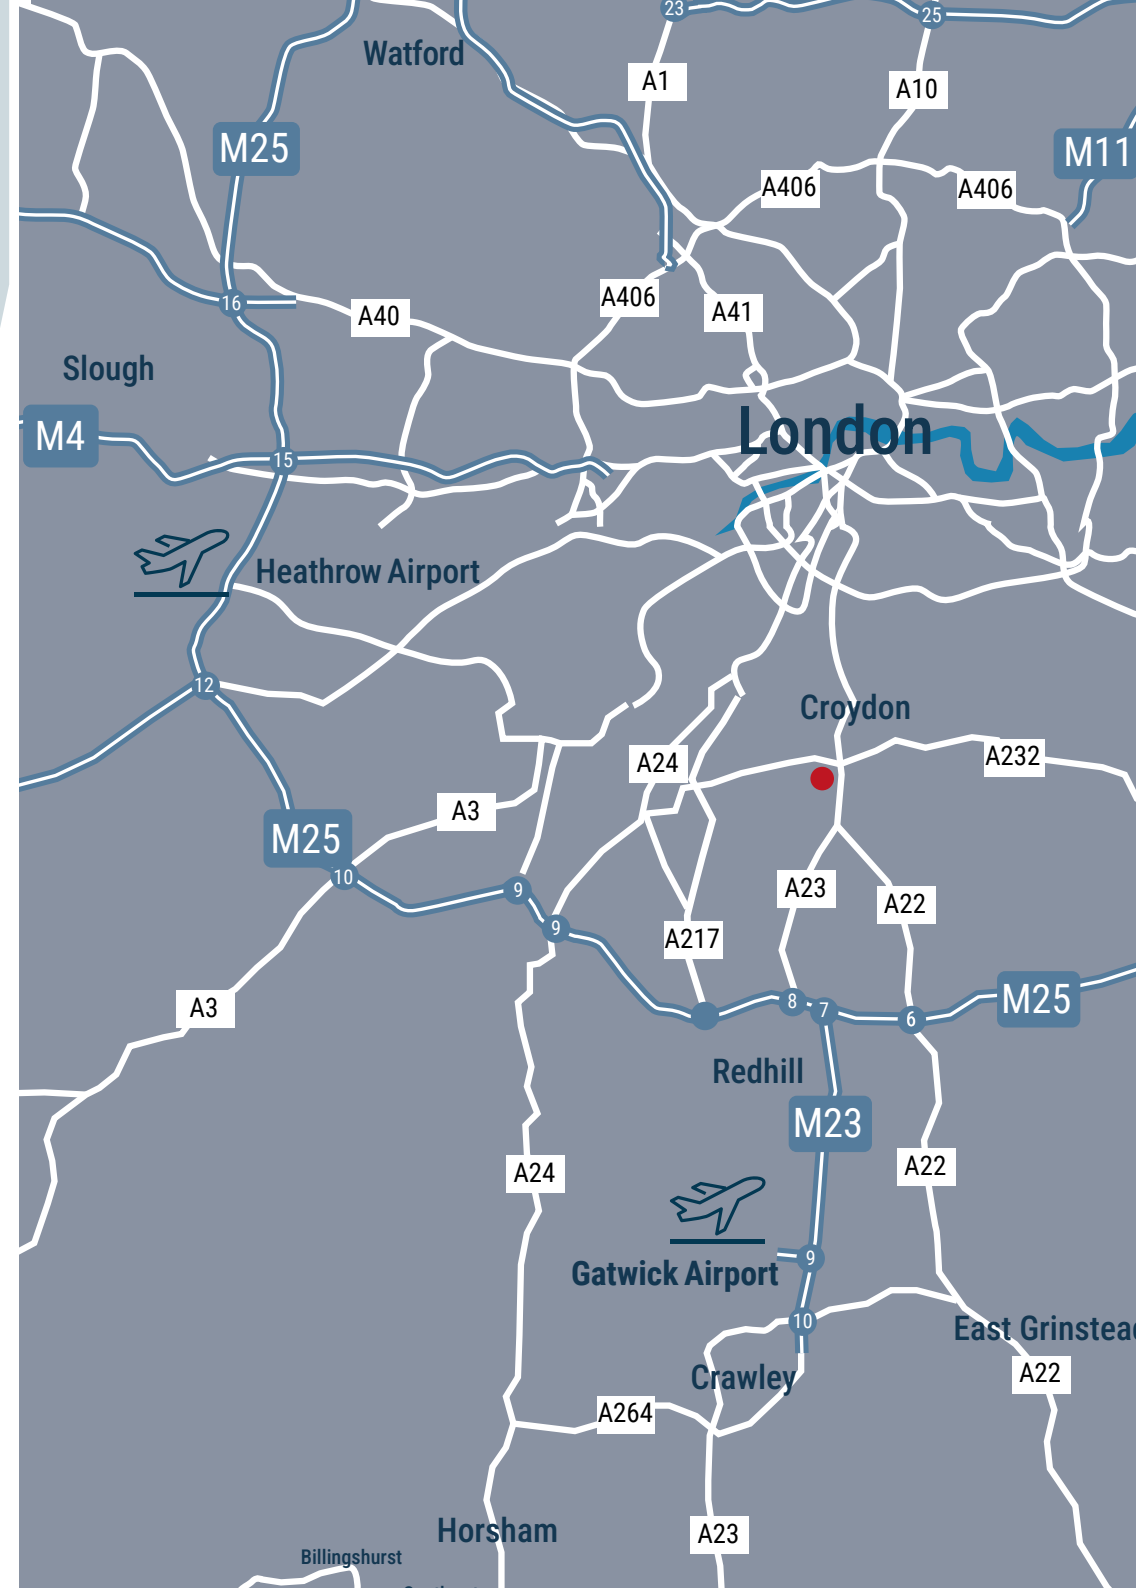 23
25
Watford
A1
A10
M25
M11
A406
A406
A406
16
A40
A41
Slough
M4
London
15
Heathrow Airport
12
Croydon
A24
A232
A3
M25
10
9
A23
A22
9
A217
A3
8
7
6
M25
Redhill
M23
A24
A22
9
Gatwick Airport
10
East Grinstead
A22
Crawley
A264
Horsham
A23
Billingshurst